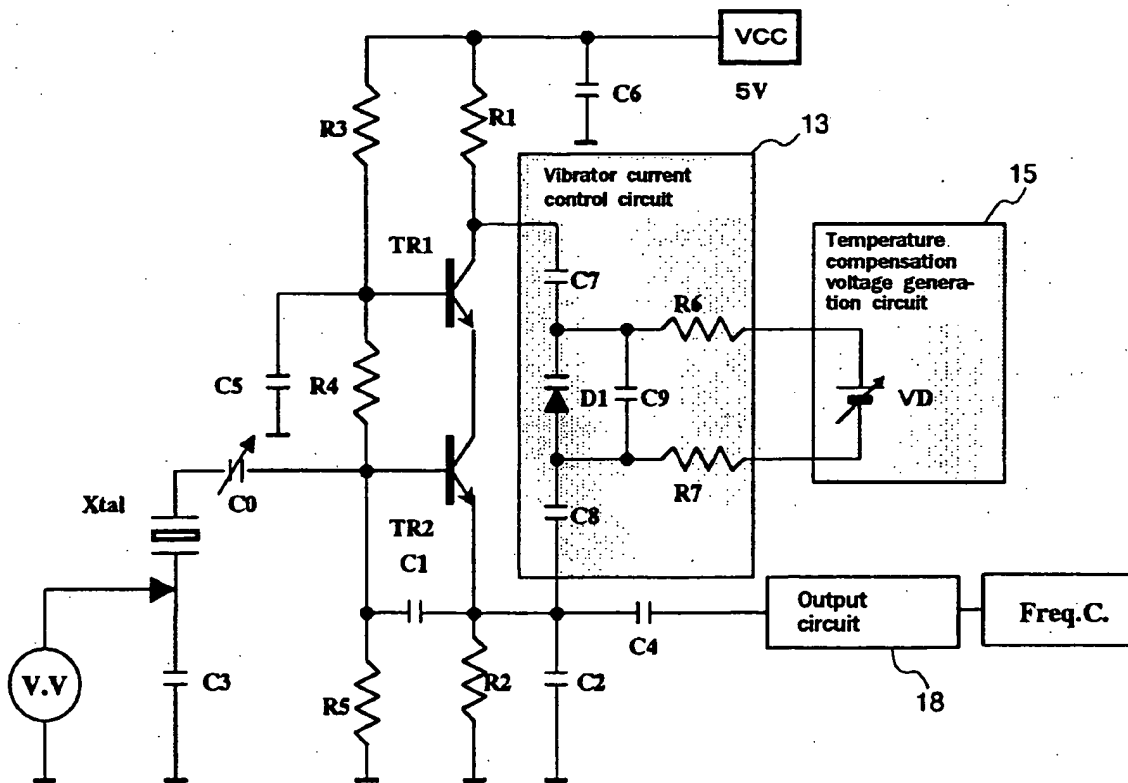 VCC
5V
C6
R3
R1
13
Vibrator current
control circuit
15
Temperature
compensation
voltage genera-
tion circuit
TR1
C7
R6
C5
R4
D1
C9
VD
R7
Xtal
C0
TR2
C8
C1
Output
circuit
Freq.C.
C4
V.V
C3
R5
R2
C2
18